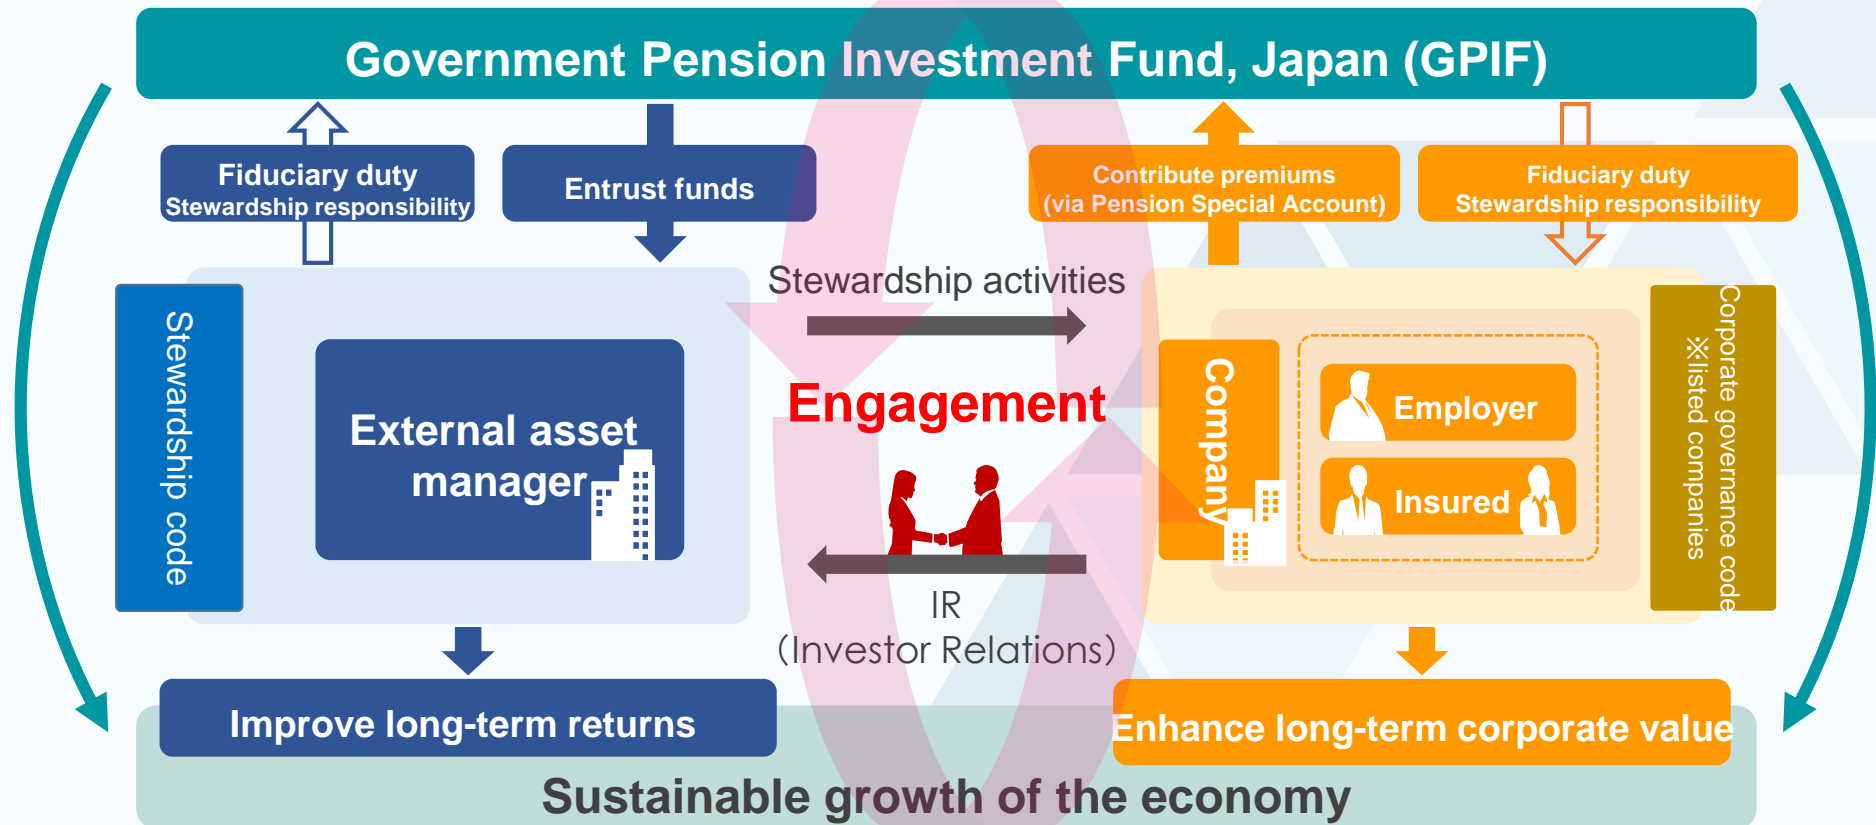 Government Pension Investment Fund, Japan (GPIF)
Fiduciary duty
Stewardship responsibility
Entrust funds
Contribute premiums
(via Pension Special Account)
Fiduciary duty
Stewardship responsibility
Stewardship code
External asset
manager
Stewardship activities
Engagement
IR
（Investor Relations）
Company
Employer
Insured
Corporate governance code
※listed companies
Improve long-term returns
Enhance long-term corporate value
Sustainable growth of the economy